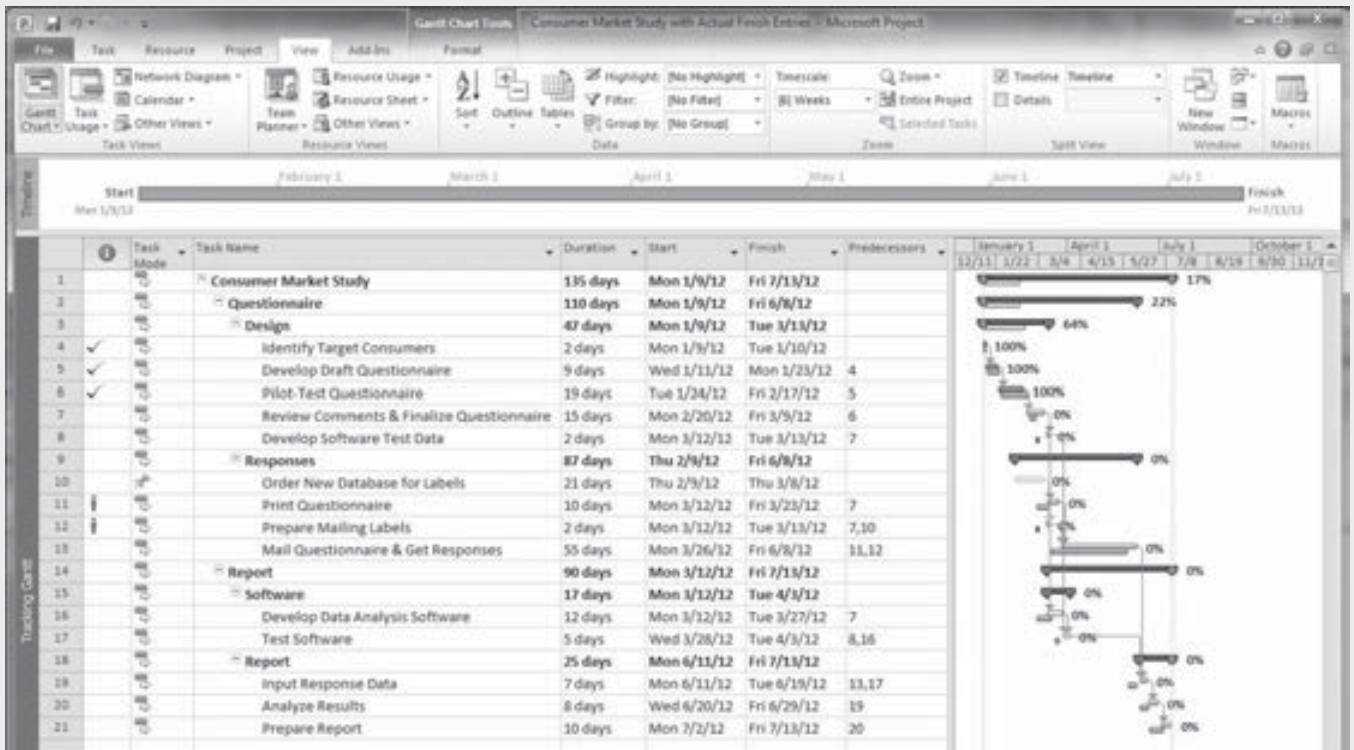 Gantt Chart Tools Consumer Market Study with Actual Finish Entries - Microsoft Project
File Task Resource Project View Add-Ins Format
Network Diagram Resource Usage Highlight: [No Highlight] Timescale: Zoom Timeline Timeline
Calendar Resource Sheet Filter: [No Filter] Weeks Entire Project Details
Gantt Chart Task Usage Other Views Team Planner Other Views Sort Outline Tables Group by: [No Group] Selected Tasks New Window Macros
Task Views Resource Views Data Zoom Split View Window Macros
Timeline
February 1 March 1 April 1 May 1 June 1 July 1
Start Finish
Mon 1/9/12 Fri 7/13/12
Task Mode Task Name Duration Start Finish Predecessors January 1 April 1 July 1 October 1
12/11 1/22 3/4 4/15 5/27 7/8 8/19 9/30
1 Consumer Market Study 135 days Mon 1/9/12 Fri 7/13/12 17%
2 Questionnaire 110 days Mon 1/9/12 Fri 6/8/12 22%
3 Design 47 days Mon 1/9/12 Tue 3/13/12 64%
4 Identify Target Consumers 2 days Mon 1/9/12 Tue 1/10/12 100%
5 Develop Draft Questionnaire 9 days Wed 1/11/12 Mon 1/23/12 4 100%
6 Pilot-Test Questionnaire 19 days Tue 1/24/12 Fri 2/17/12 5 100%
7 Review Comments & Finalize Questionnaire 15 days Mon 2/20/12 Fri 3/9/12 6 0%
8 Develop Software Test Data 2 days Mon 3/12/12 Tue 3/13/12 7 0%
9 Responses 87 days Thu 2/9/12 Fri 6/8/12 0%
10 Order New Database for Labels 21 days Thu 2/9/12 Thu 3/8/12 0%
11 Print Questionnaire 10 days Mon 3/12/12 Fri 3/23/12 7 0%
12 Prepare Mailing Labels 2 days Mon 3/12/12 Tue 3/13/12 7,10 0%
13 Mail Questionnaire & Get Responses 55 days Mon 3/26/12 Fri 6/8/12 11,12 0%
14 Report 90 days Mon 3/12/12 Fri 7/13/12 0%
15 Software 17 days Mon 3/12/12 Tue 4/3/12 0%
16 Develop Data Analysis Software 12 days Mon 3/12/12 Tue 3/27/12 7 0%
17 Test Software 5 days Wed 3/28/12 Tue 4/3/12 8,16 0%
18 Report 25 days Mon 6/11/12 Fri 7/13/12 0%
19 Input Response Data 7 days Mon 6/11/12 Tue 6/19/12 13,17 0%
20 Analyze Results 8 days Wed 6/20/12 Fri 6/29/12 19 0%
21 Prepare Report 10 days Mon 7/2/12 Fri 7/13/12 20 0%
Tracking Gantt